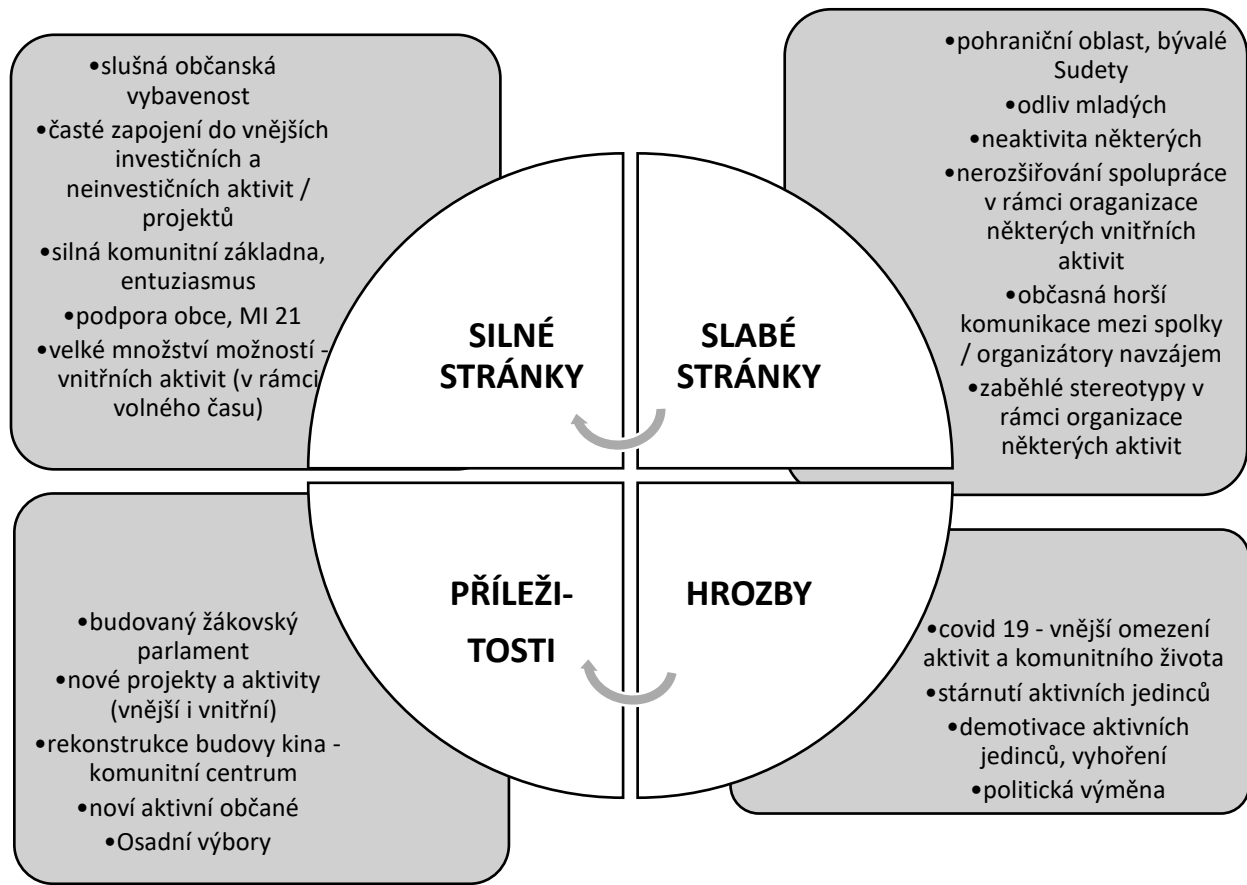 •slušná občanská
vybavenost
•časté zapojení do vnějších
investičních a
neinvestičních aktivit /
projektů
•silná komunitní základna,
entuziasmus
•podpora obce, MI 21
•velké množství možností -
vnitřních aktivit (v rámci
volného času)
SILNÉ
STRÁNKY
•pohraniční oblast, bývalé
Sudety
•odliv mladých
•neaktivita některých
•nerozšiřování spolupráce
v rámci oraganizace
některých vnitřních
aktivit
•občasná horší
komunikace mezi spolky
/ organizátory navzájem
•zaběhlé stereotypy v
rámci organizace
některých aktivit
SLABÉ
STRÁNKY
•budovaný žákovský
parlament
•nové projekty a aktivity
(vnější i vnitřní)
•rekonstrukce budovy kina -
komunitní centrum
•noví aktivní občané
•Osadní výbory
PŘÍLEŽI-
TOSTI
HROZBY
•covid 19 - vnější omezení
aktivit a komunitního života
•stárnutí aktivních jedinců
•demotivace aktivních
jedinců, vyhoření
•politická výměna